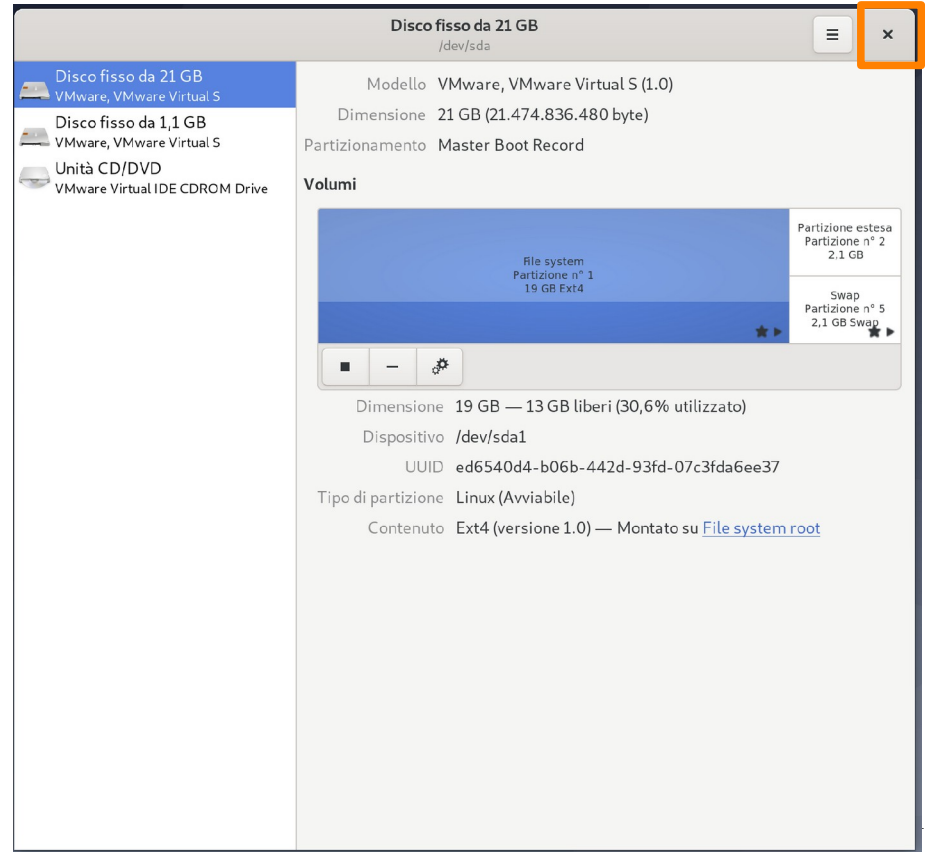 Disco fisso da 21 GB
/dev/sda
Disco fisso da 21 GB
VMware, VMware Virtual S
Disco fisso da 1,1 GB
VMware, VMware Virtual S
Unità CD/DVD
VMware Virtual IDE CDROM Drive
Modello VMware, VMware Virtual S (1.0)
Dimensione 21 GB (21.474.836.480 byte)
Partizionamento Master Boot Record
Volumi
File system
Partizione n° 1
19 GB Ext4
Partizione estesa
Partizione n° 2
2,1 GB
Swap
Partizione n° 5
2,1 GB Swap
Dimensione 19 GB — 13 GB liberi (30,6% utilizzato)
Dispositivo /dev/sda1
UUID ed6540d4-b06b-442d-93fd-07c3fda6ee37
Tipo di partizione Linux (Avviabile)
Contenuto Ext4 (versione 1.0) — Montato su File system root